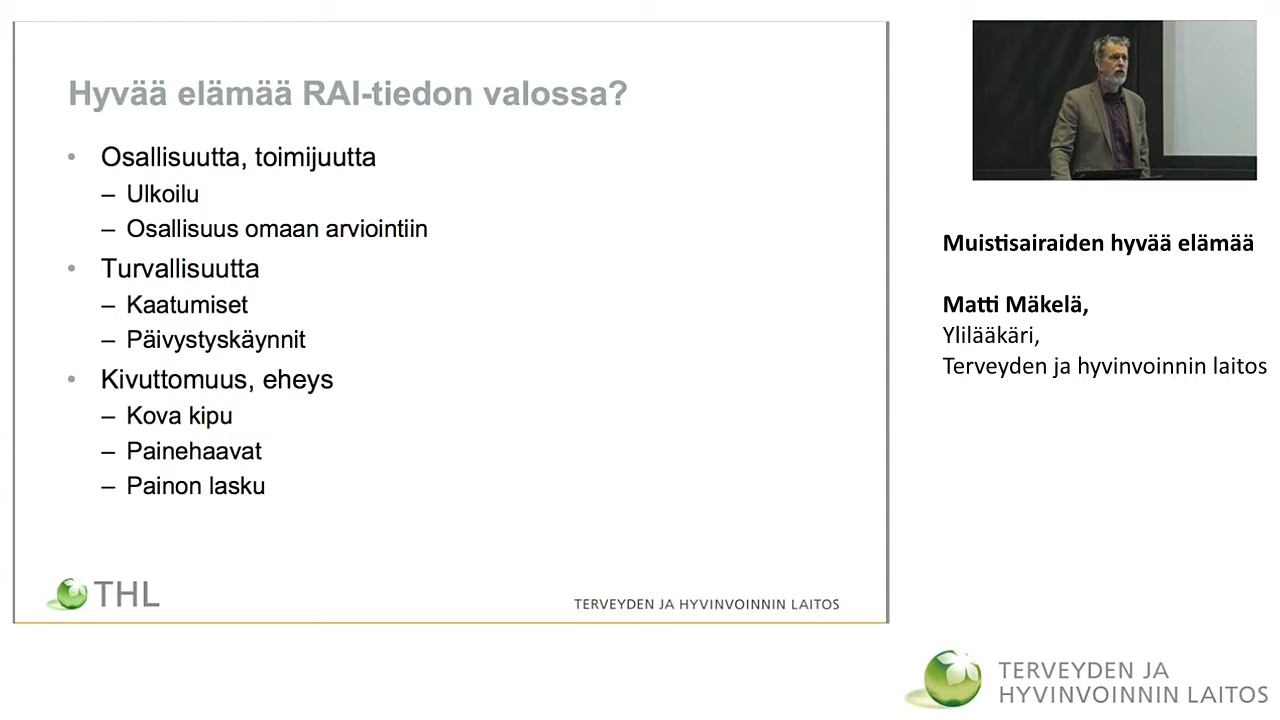 Hyvää elämää RAI-tiedon valossa?
• Osallisuutta, toimijuutta
– Ulkoilu
– Osallisuus omaan arviointiin
• Turvallisuutta
– Kaatumiset
– Päivystyskäynnit
• Kivuttomuus, eheys
– Kova kipu
– Painehaavat
– Painon lasku
THL
TERVEYDEN JA HYVINVOINNIN LAITOS
Muistisairaiden hyvää elämää
Matti Mäkelä,
Ylilääkäri,
Terveyden ja hyvinvoinnin laitos
TERVEYDEN JA
HYVINVOINNIN LAITOS